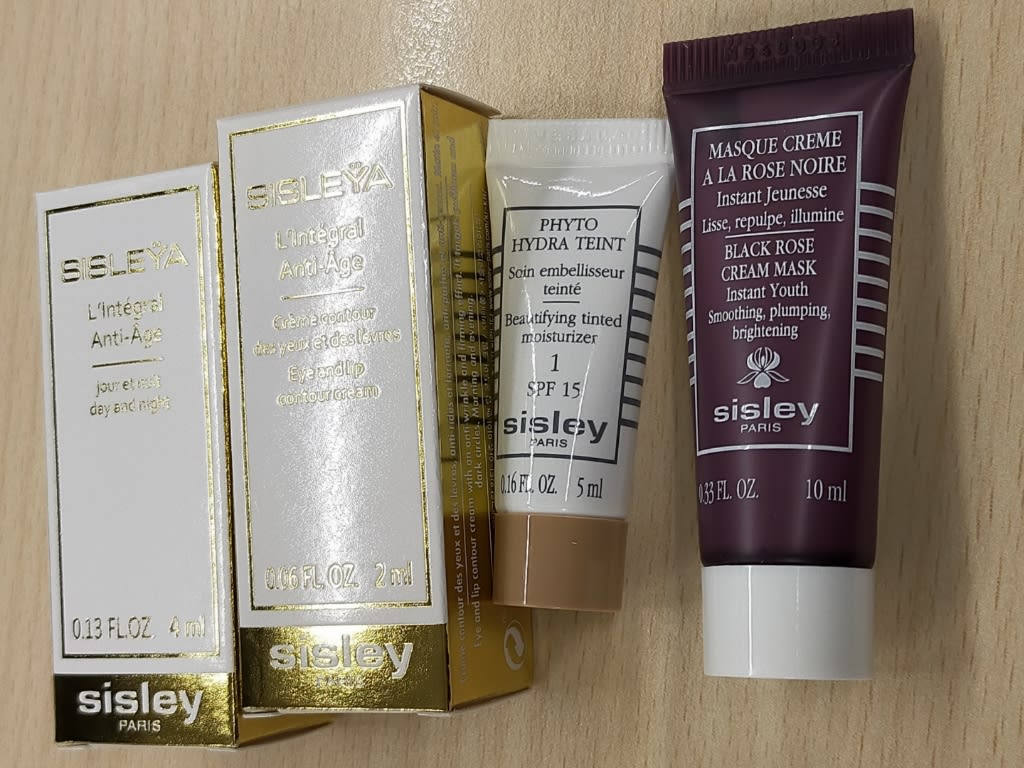 SISLEŸA
L'Intégral
Anti-Âge
jour et nuit
day and night
0.13 FL.OZ. 4 ml
sisley
PARIS
SISLEŸA
L'Intégral
Anti-Âge
Crème contour
des yeux et des lèvres
Eye and lip
contour cream
0.06 FL.OZ. 2 ml
sisley
PARIS
PHYTO
HYDRA TEINT
Soin embellisseur
teinté
Beautifying tinted
moisturizer
1
SPF 15
sisley
PARIS
0.16 FL. OZ. 5 ml
MASQUE CREME
A LA ROSE NOIRE
Instant Jeunesse
Lisse, repulpe, illumine
BLACK ROSE
CREAM MASK
Instant Youth
Smoothing, plumping,
brightening
sisley
PARIS
0.33 FL. OZ. 10 ml